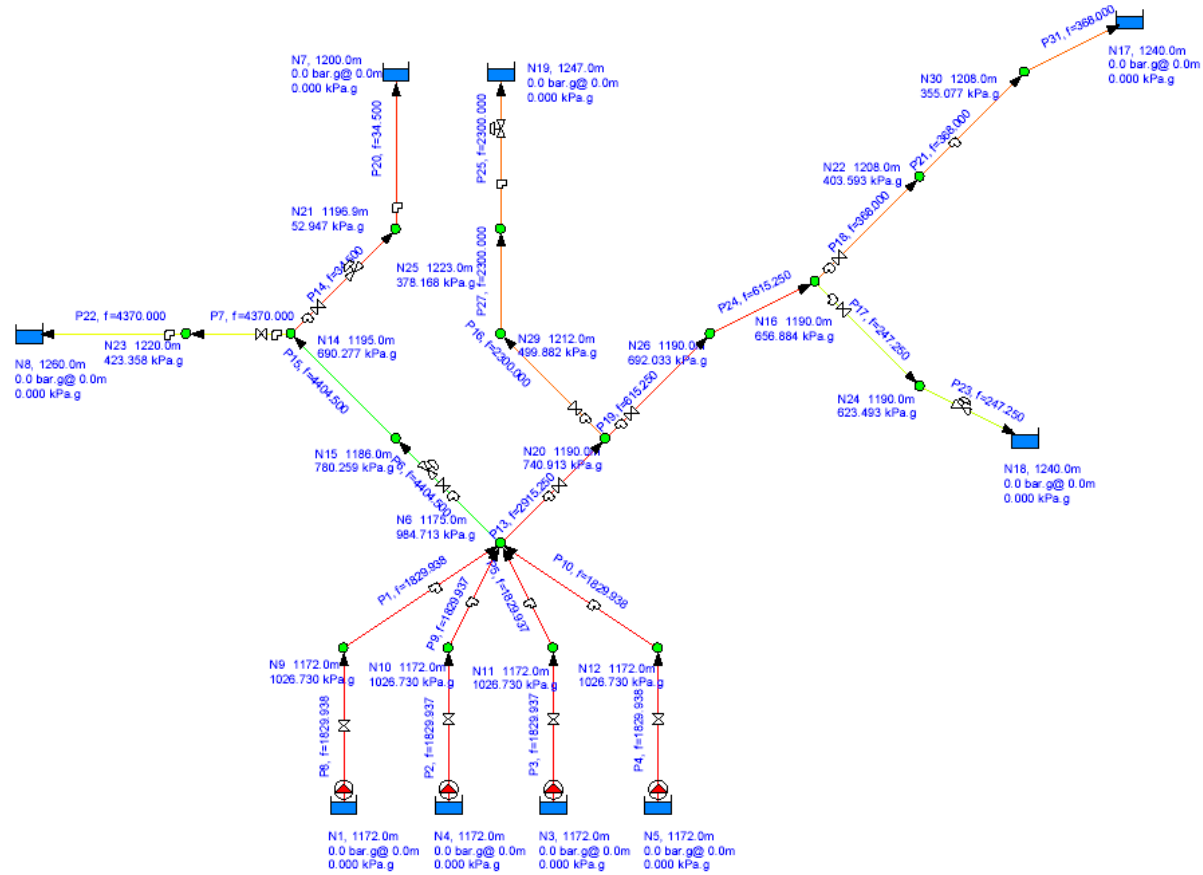 P31, f=368.000
N17, 1240.0m
0.0 bar.g@ 0.0m
0.000 kPa.g
N7, 1200.0m
0.0 bar.g@ 0.0m
0.000 kPa.g
N19, 1247.0m
0.0 bar.g@ 0.0m
0.000 kPa.g
N30 1208.0m
355.077 kPa.g
P20, f=34.500
P25, f=2300.000
P21, f=368.000
N22 1208.0m
403.593 kPa.g
N21 1196.9m
52.947 kPa.g
P18, f=368.000
P14, f=34.500
N25 1223.0m
378.168 kPa.g
P27, f=2300.000
P24, f=615.250
N16 1190.0m
656.884 kPa.g
P17, f=247.250
P22, f=4370.000
P7, f=4370.000
N8, 1260.0m
0.0 bar.g@ 0.0m
0.000 kPa.g
N23 1220.0m
423.358 kPa.g
N14 1195.0m
690.277 kPa.g
P16, f=2300.000
N29 1212.0m
499.882 kPa.g
N26 1190.0m
692.033 kPa.g
P15, f=4404.500
P19, f=615.250
N24 1190.0m
623.493 kPa.g
P23, f=247.250
N18, 1240.0m
0.0 bar.g@ 0.0m
0.000 kPa.g
N15 1186.0m
780.259 kPa.g
P6, f=4404.500
N20 1190.0m
740.913 kPa.g
N6 1175.0m
984.713 kPa.g
P13, f=2915.250
P1, f=1829.938
P9, f=1829.937
P5, f=1829.937
P10, f=1829.938
N9 1172.0m
1026.730 kPa.g
N10 1172.0m
1026.730 kPa.g
N11 1172.0m
1026.730 kPa.g
N12 1172.0m
1026.730 kPa.g
P8, f=1829.938
P2, f=1829.937
P3, f=1829.937
P4, f=1829.938
N1, 1172.0m
0.0 bar.g@ 0.0m
0.000 kPa.g
N4, 1172.0m
0.0 bar.g@ 0.0m
0.000 kPa.g
N3, 1172.0m
0.0 bar.g@ 0.0m
0.000 kPa.g
N5, 1172.0m
0.0 bar.g@ 0.0m
0.000 kPa.g